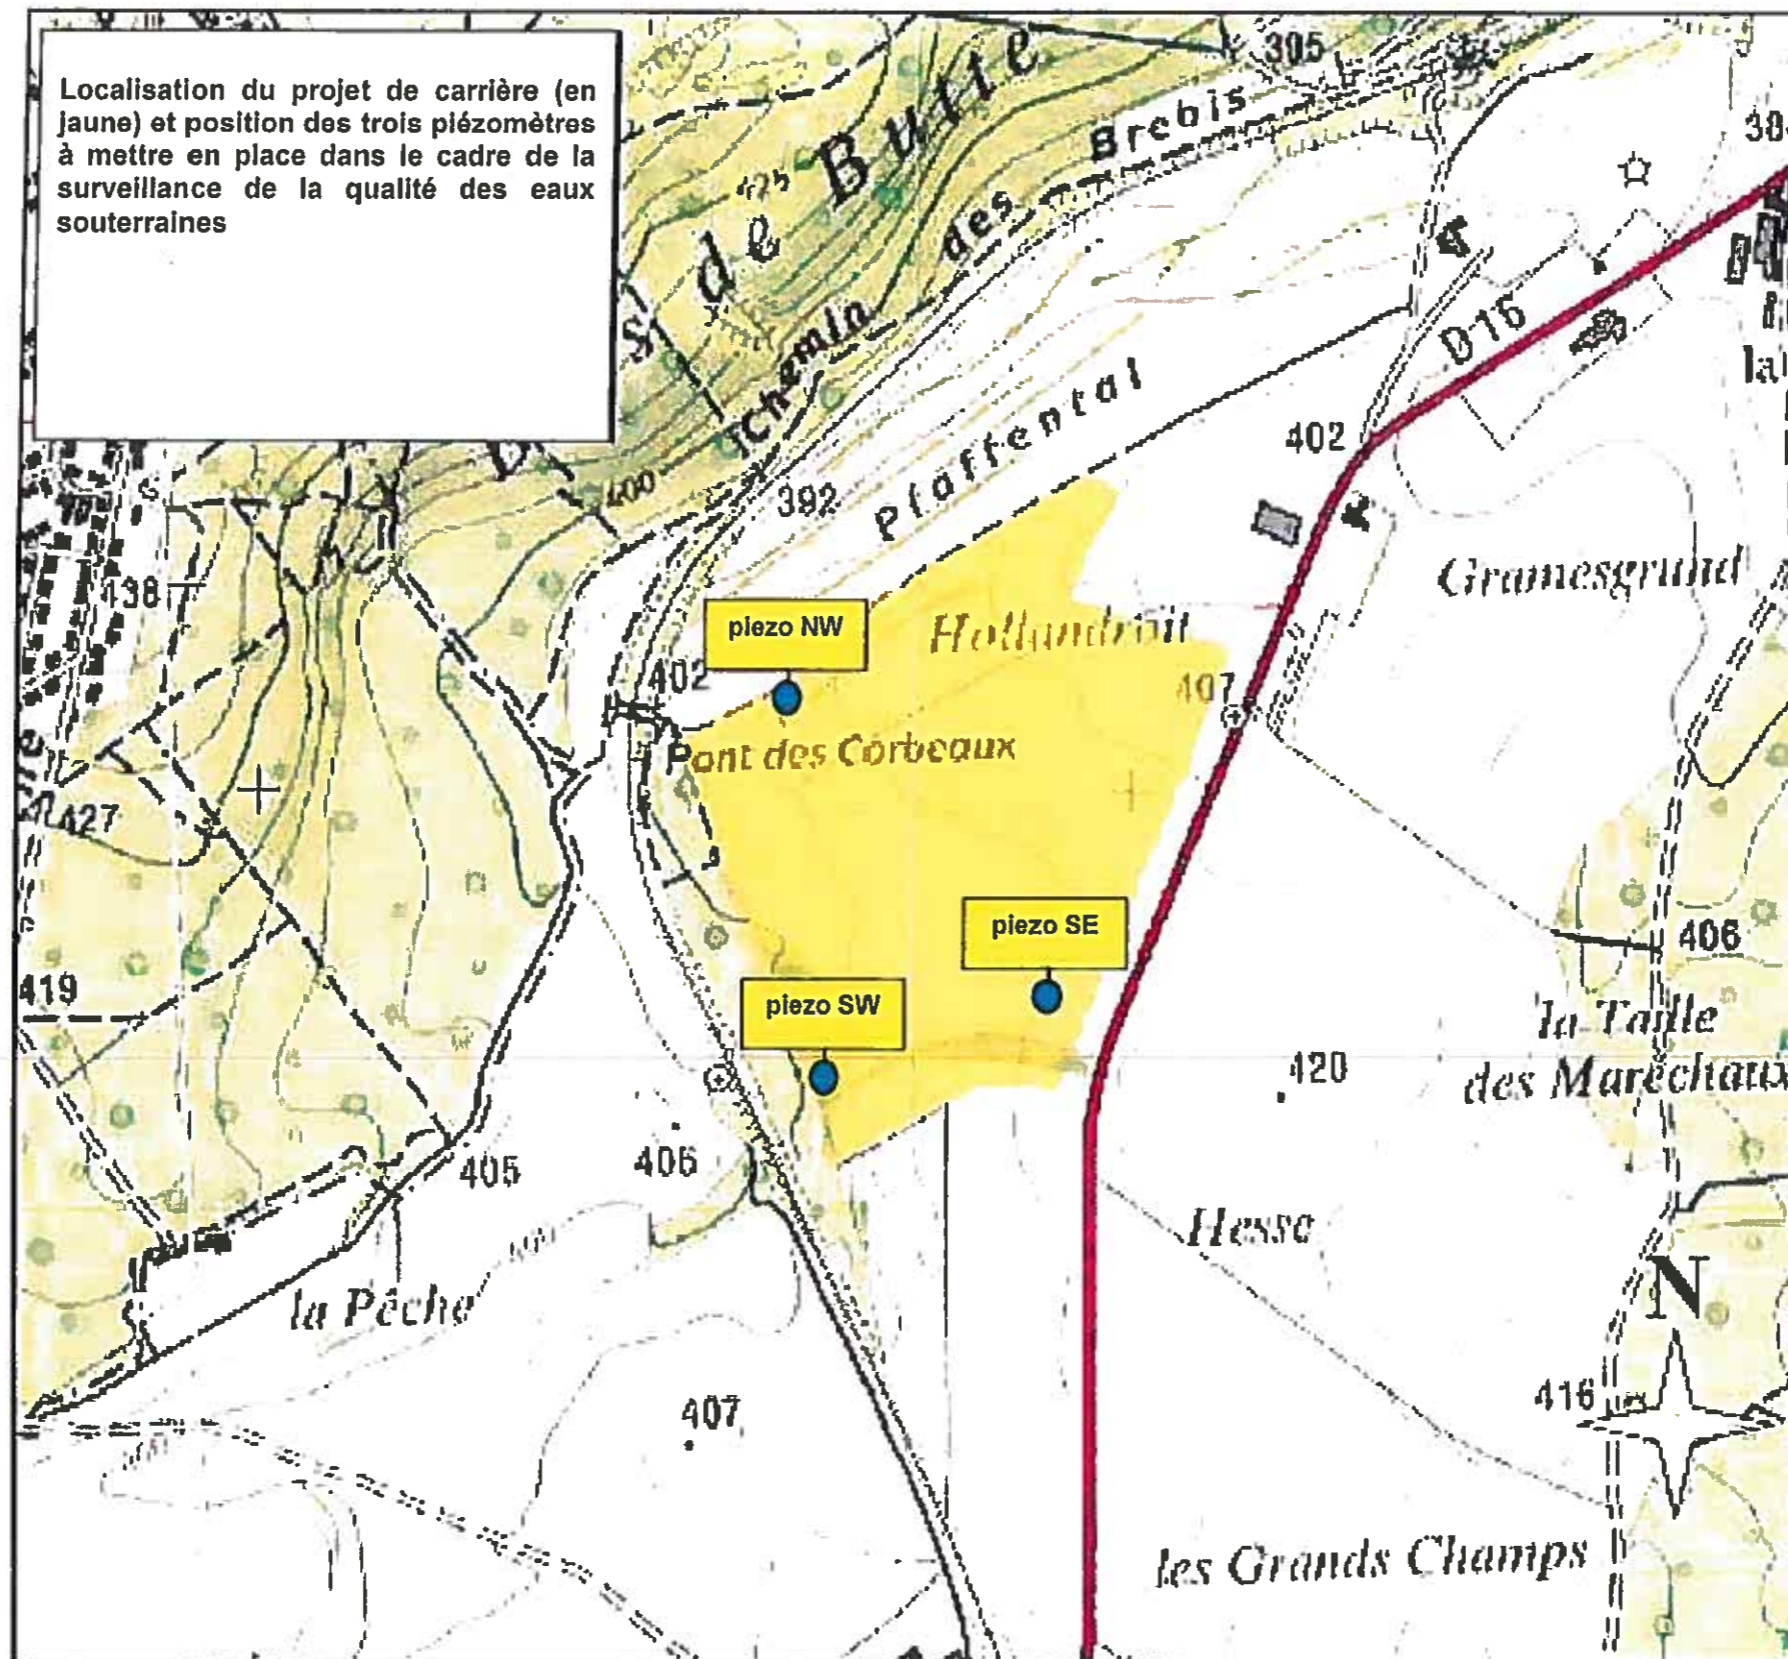 Localisation du projet de carrière (en
jaune) et position des trois piézomètres
à mettre en place dans le cadre de la
surveillance de la qualité des eaux
souterraines
305
Butte
de
425
Chemin
des
Brebis
D 16
402
Plaffental
400
392
Gramesgrund
138
piezo NW
402
407
Pont des Corbeaux
427
piezo SE
406
419
piezo SW
la Taille
des Maréchaux
420
405
406
Hesse
N
la Pêche
416
407
les Grands Champs